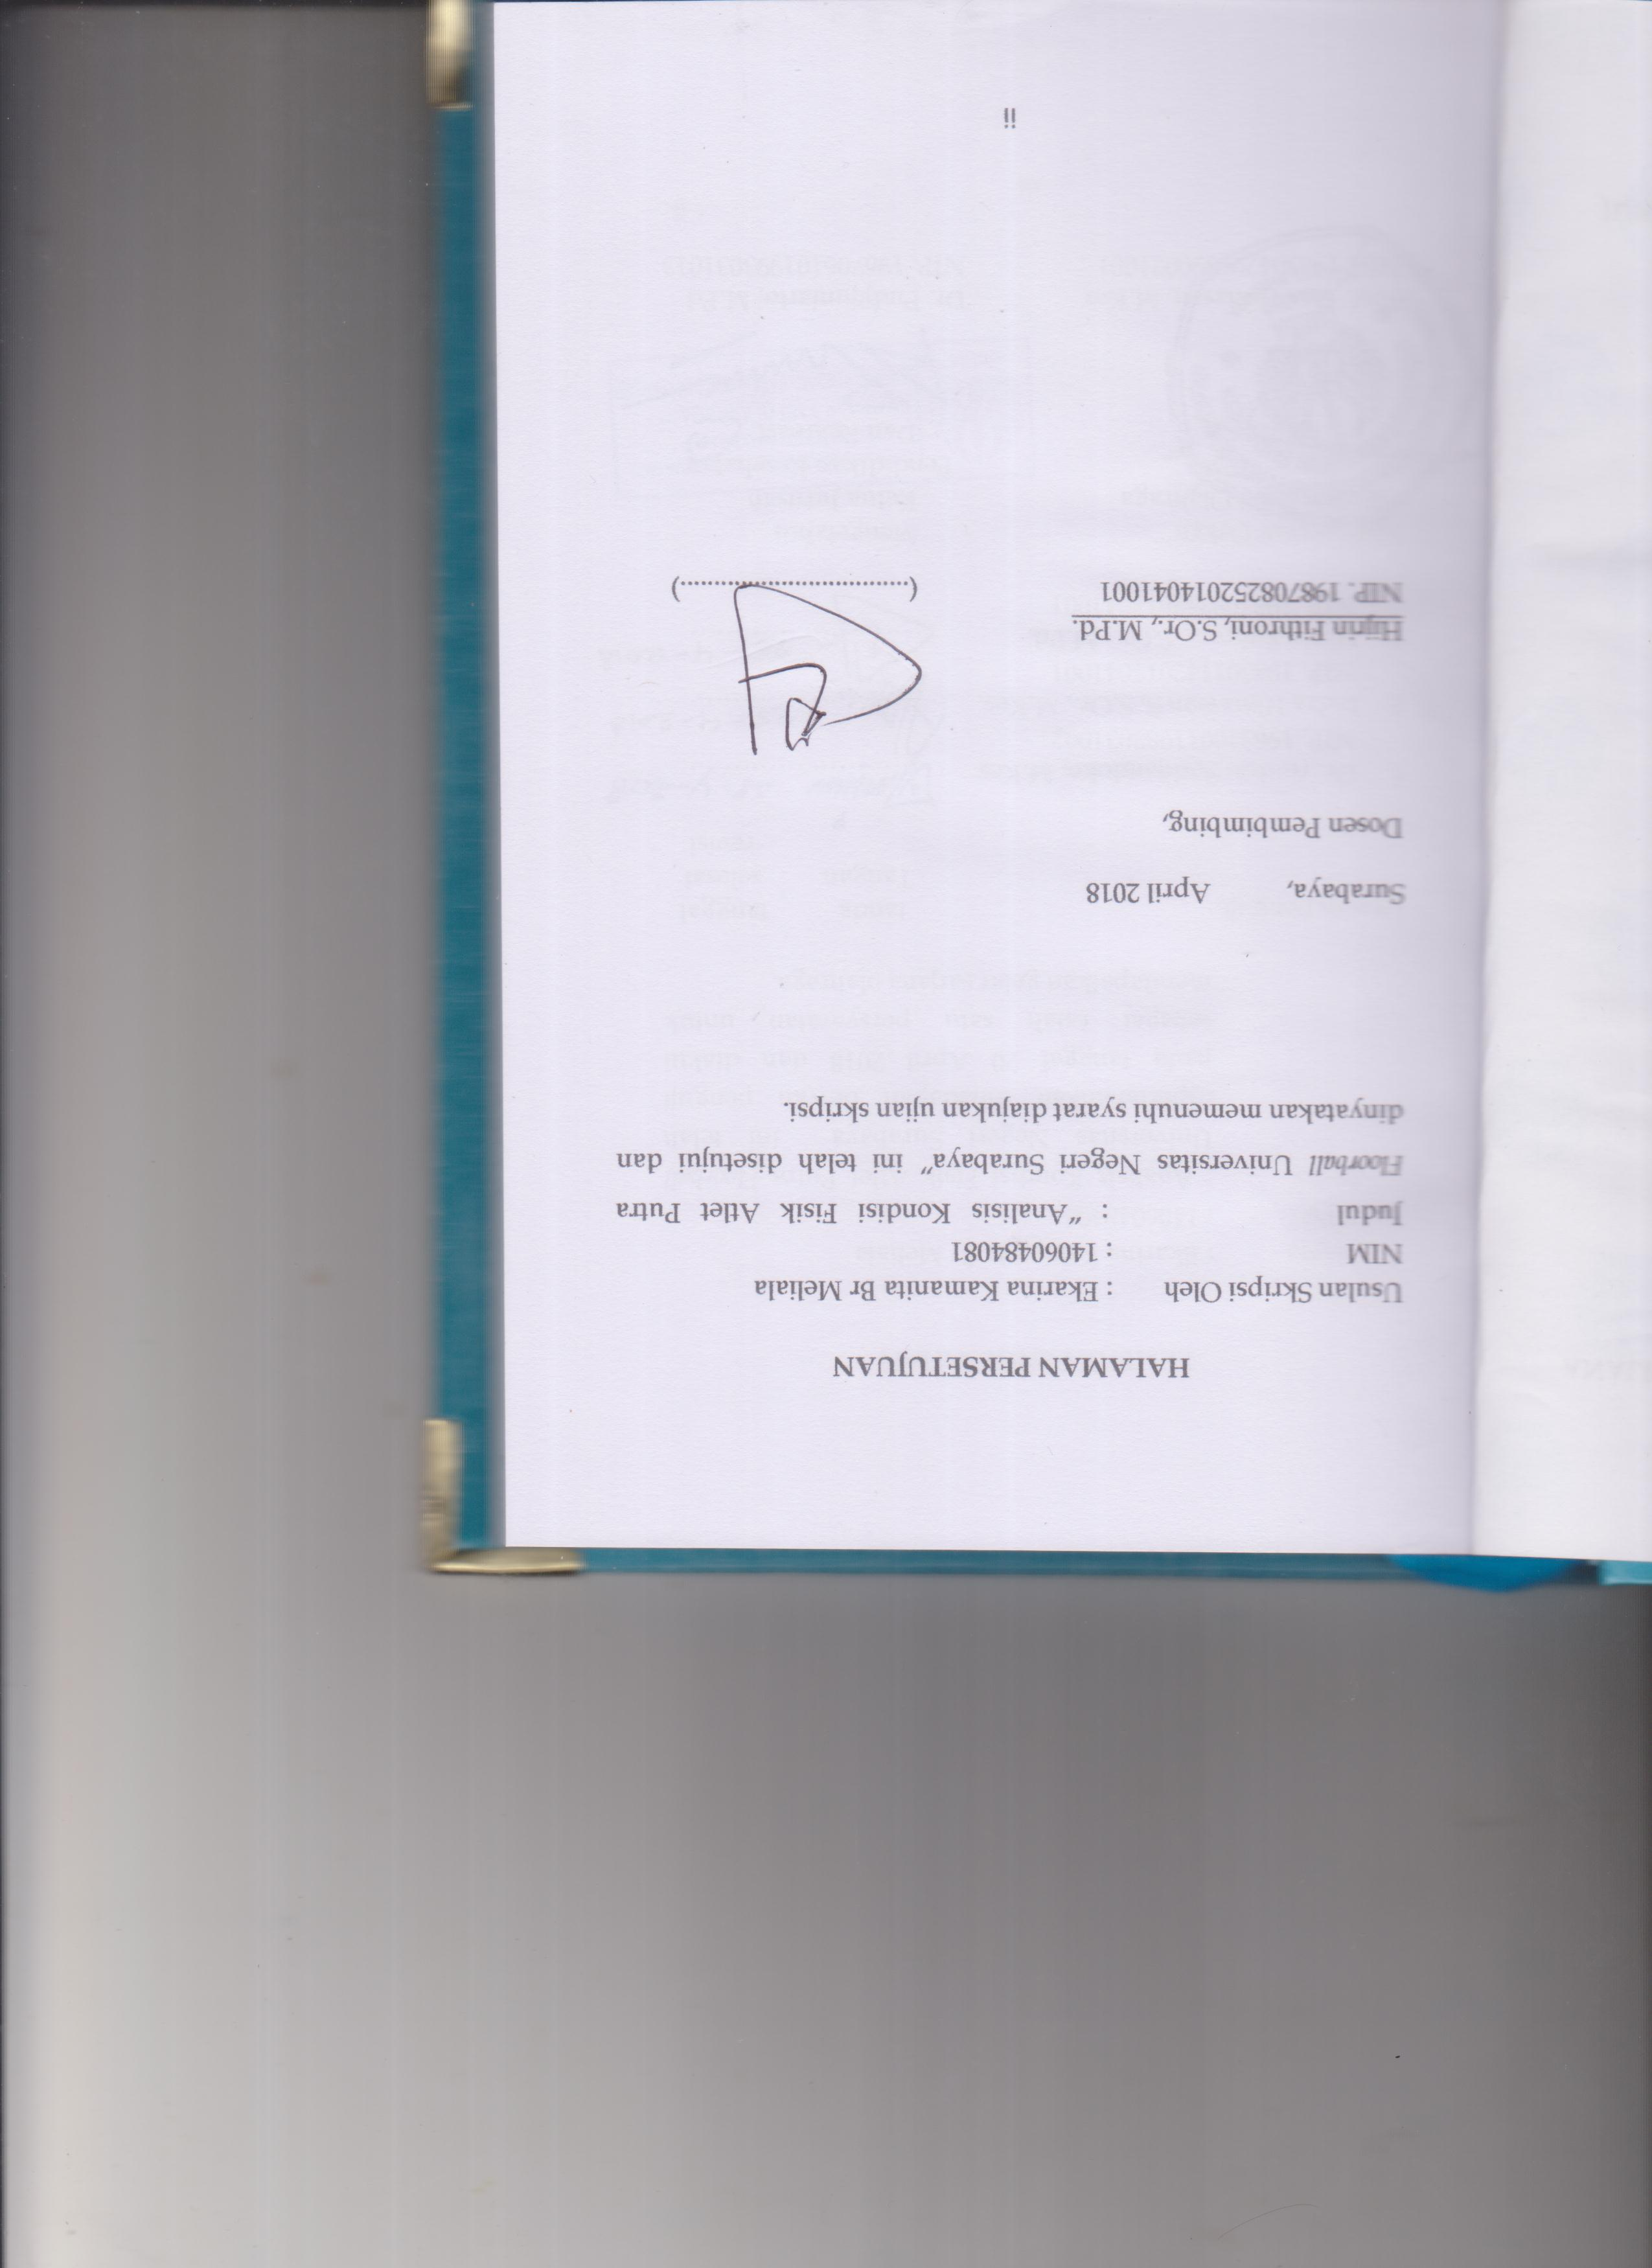 HALAMAN PERSETUJUAN
Usulan Skripsi Oleh : Ekarina Kamanita Br Meliala
NIM : 14060484081
Judul : "Analisis Kondisi Fisik Atlet Putra
Floorball Universitas Negeri Surabaya" ini telah disetujui dan
dinyatakan memenuhi syarat diajukan ujian skripsi.
Surabaya, April 2018
Dosen Pembimbing,
Hijrin Fithroni, S.Or., M.Pd.
NIP. 198708252014041001 (..................................)
ii